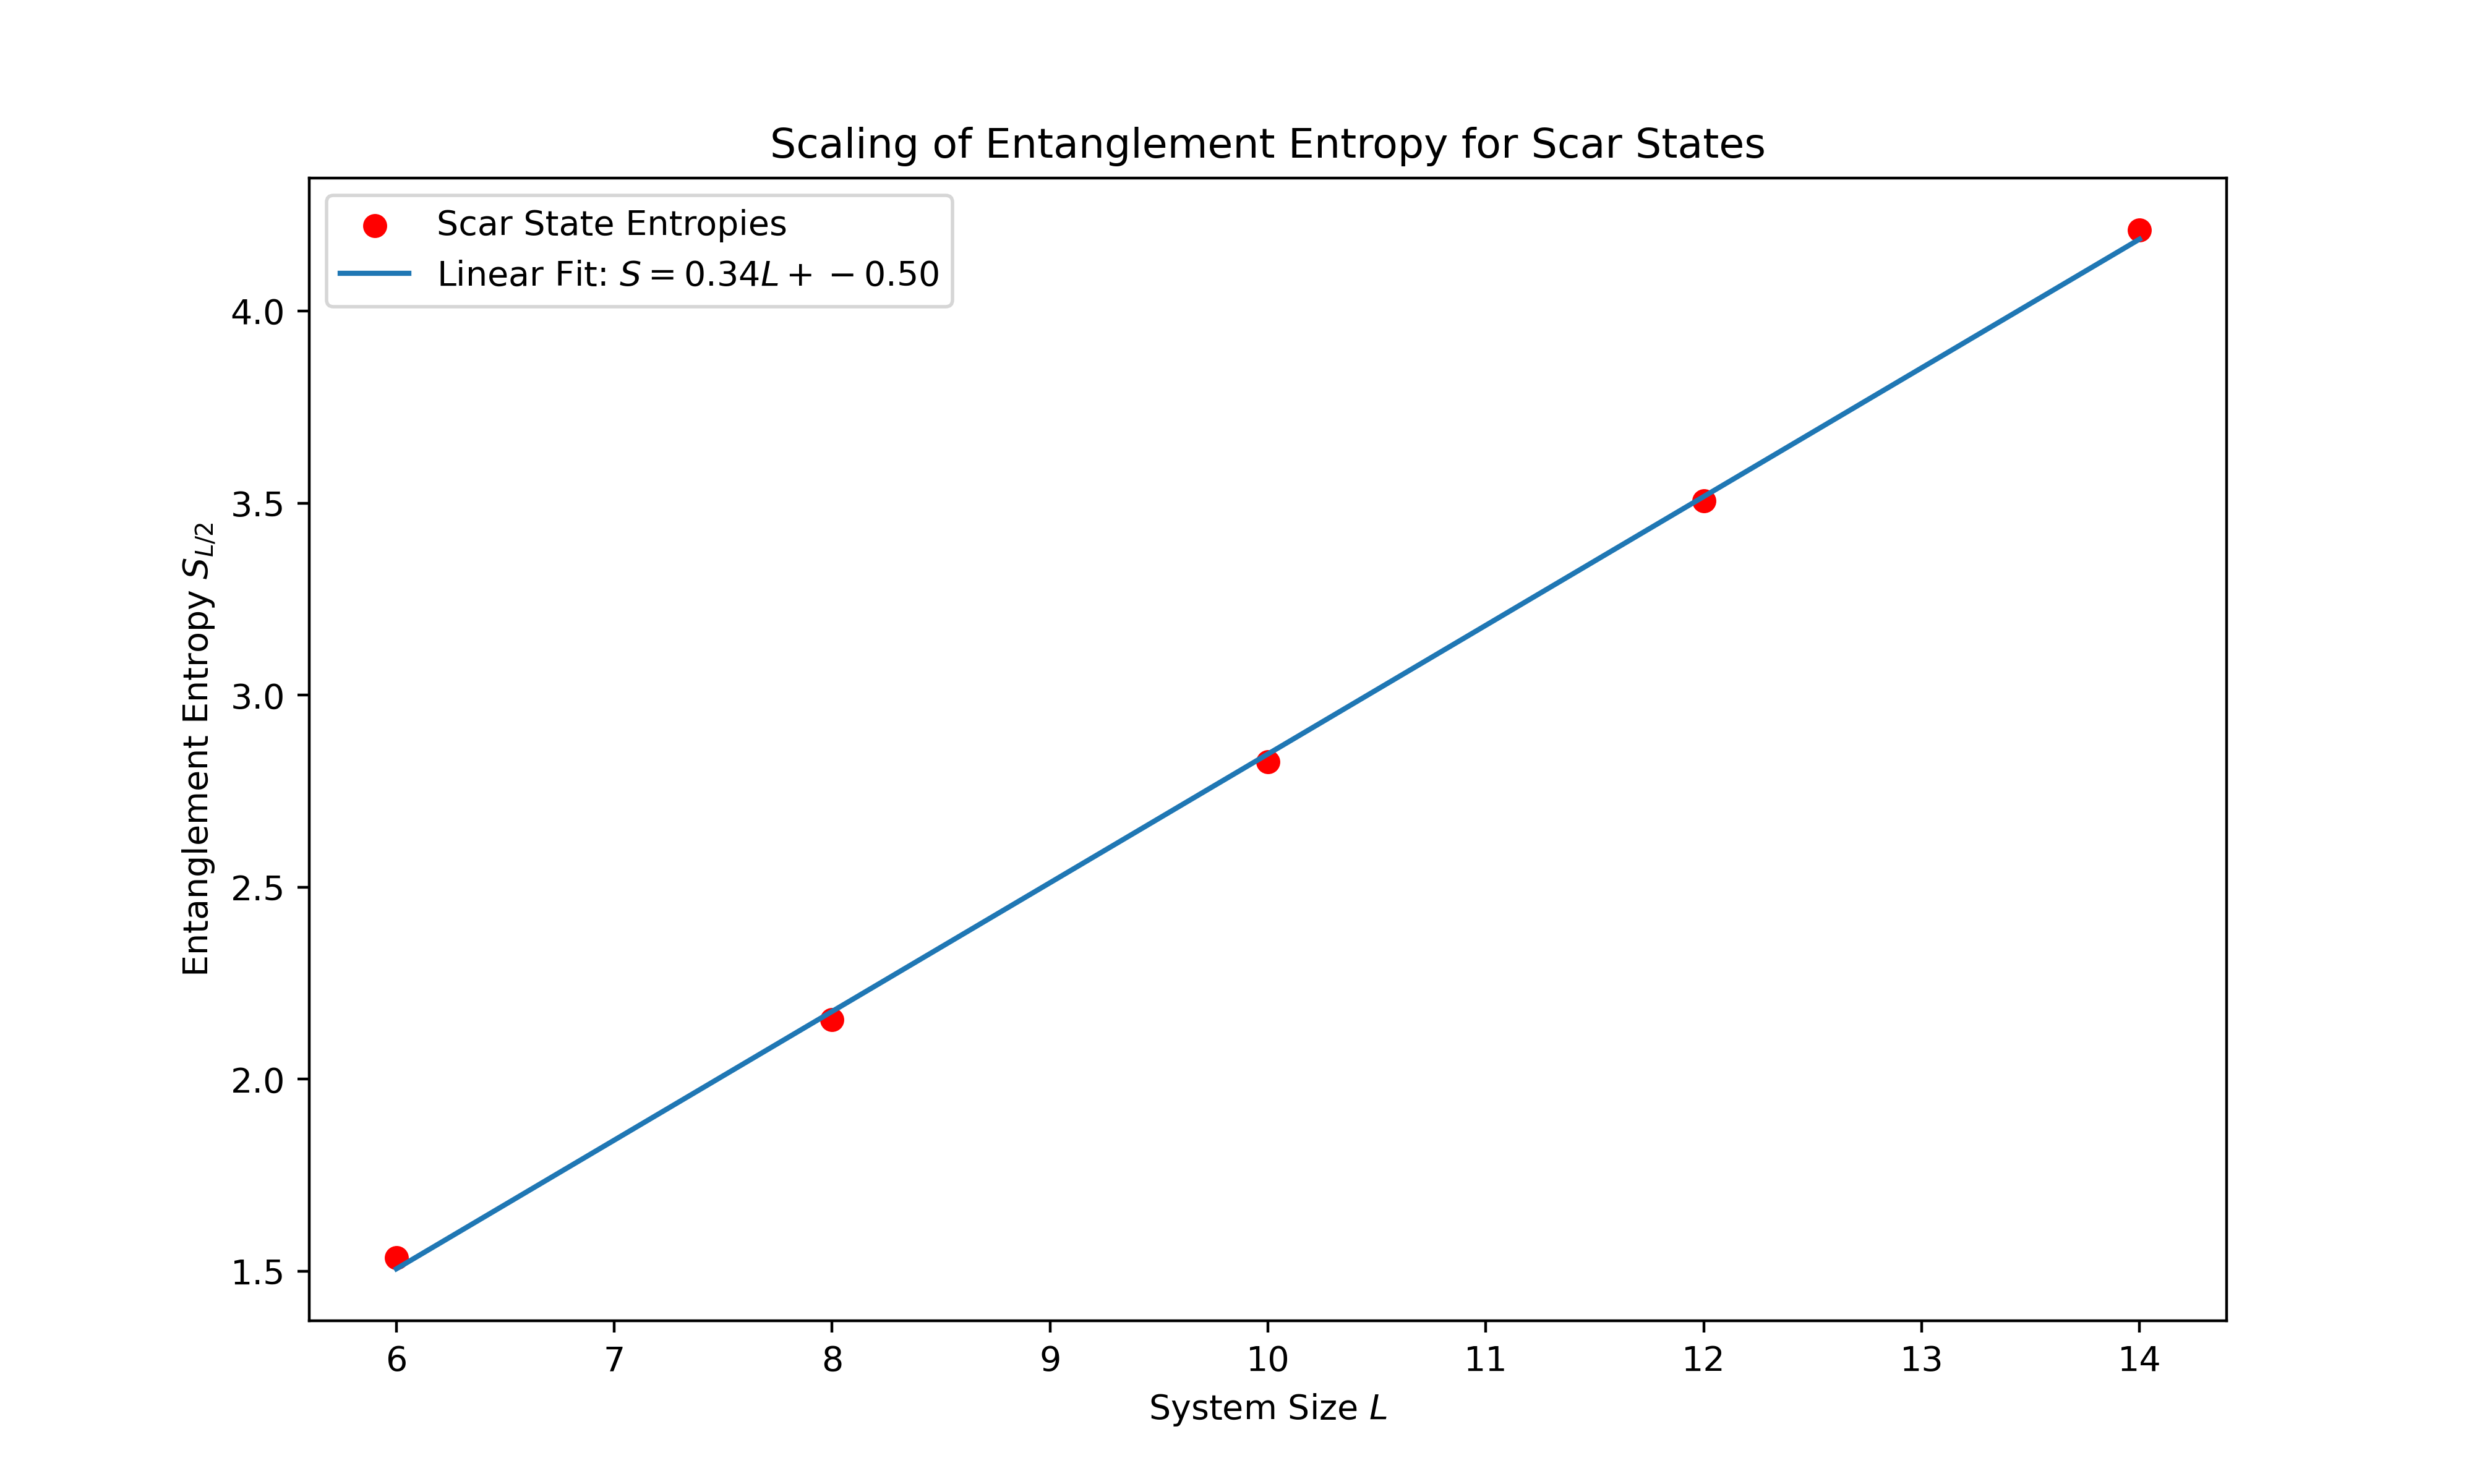 Scaling of Entanglement Entropy for Scar States
Scar State Entropies
Linear Fit: S = 0.34L + −0.50
4.0
3.5
3.0
2.5
2.0
1.5
Entanglement Entropy S_{L/2}
6 7 8 9 10 11 12 13 14
System Size L